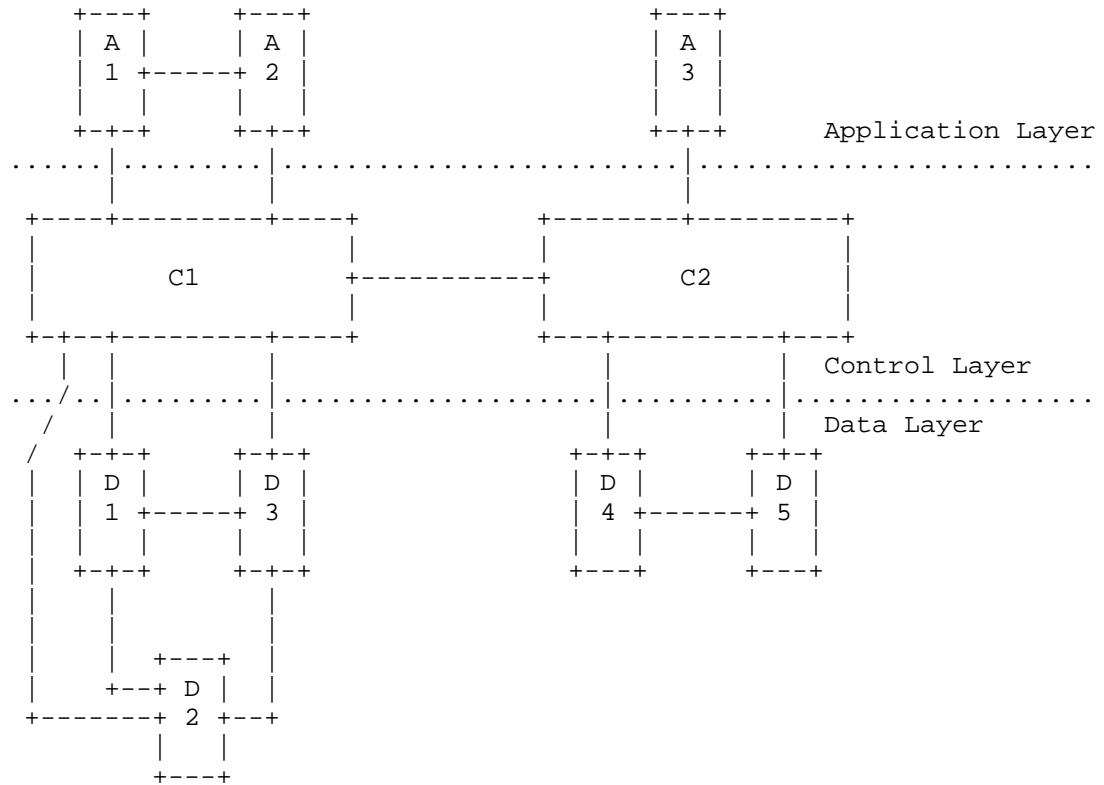 A A A
1 2 3
Application Layer
C1 C2
Control Layer
Data Layer
D D D D
1 3 4 5
D
2